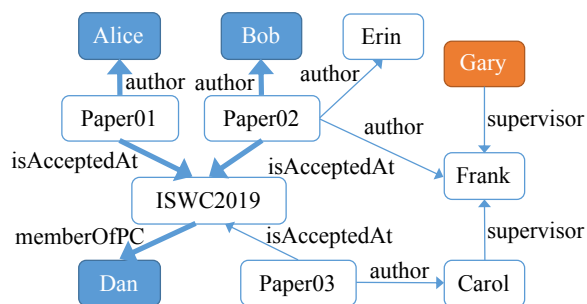 Alice
Bob
Erin
Gary
author
author
author
Paper01
Paper02
author
supervisor
isAcceptedAt
isAcceptedAt
Frank
ISWC2019
memberOfPC
isAcceptedAt
supervisor
Dan
Paper03
author
Carol